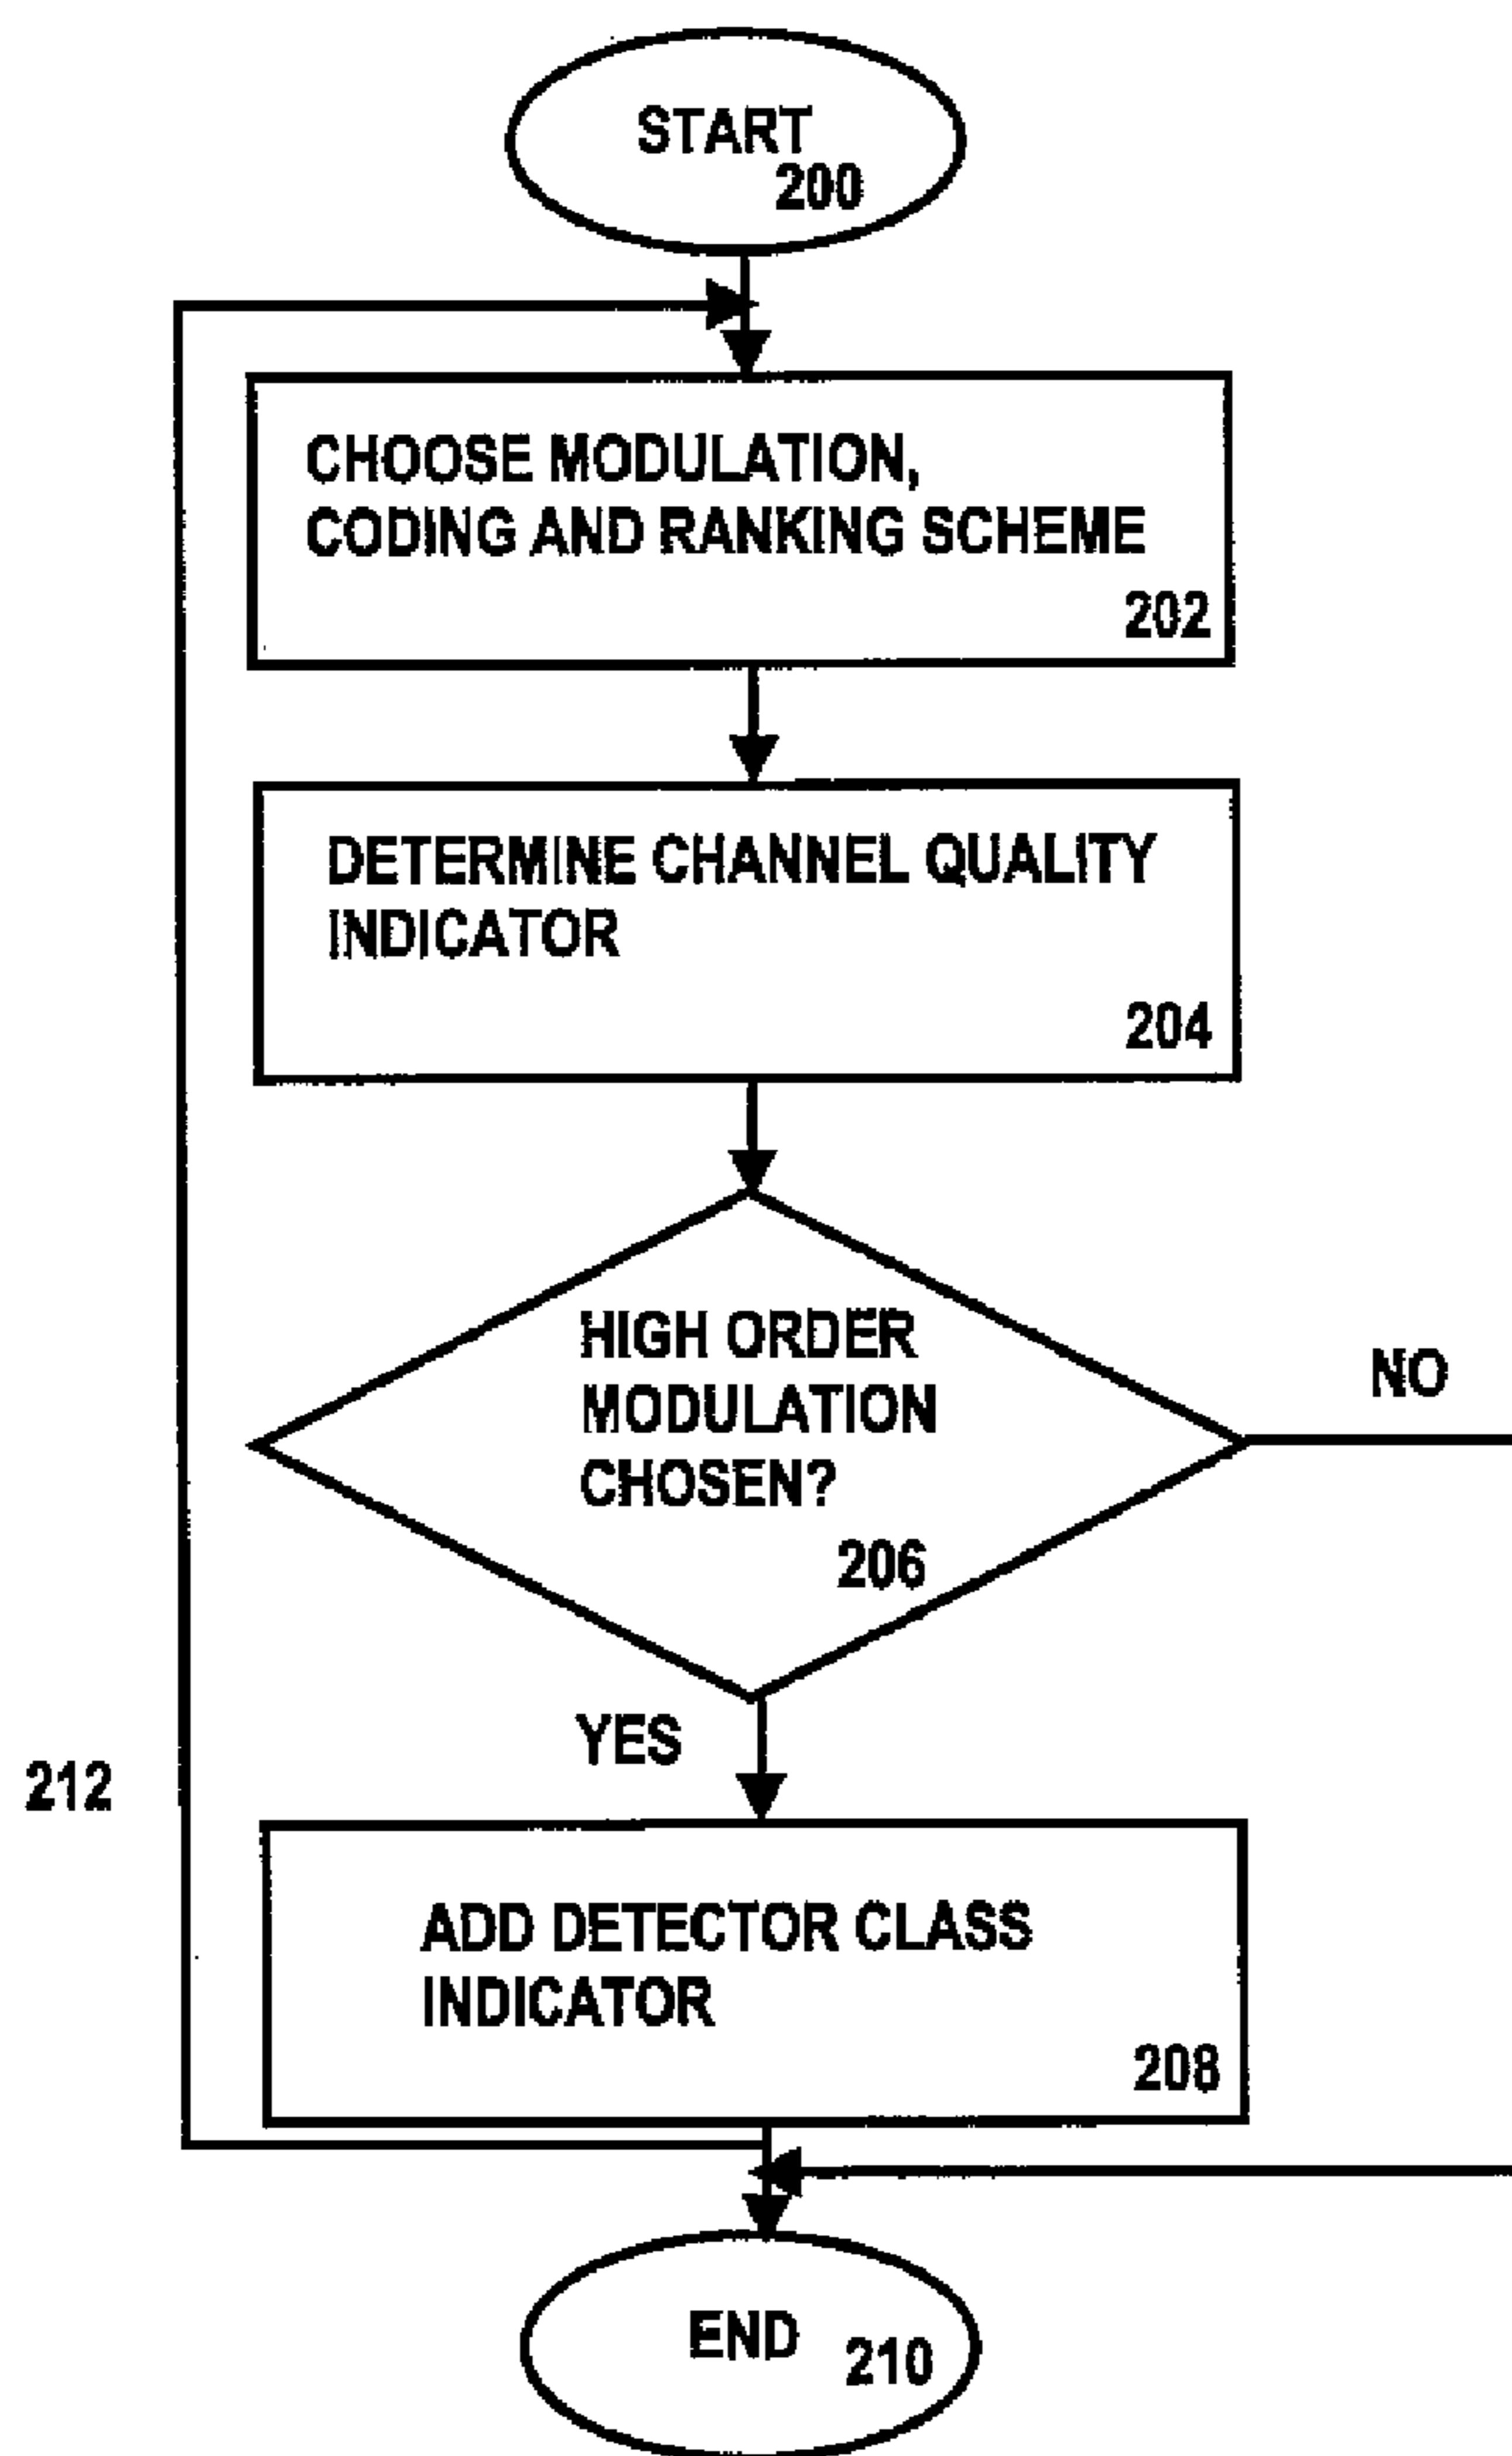 START
200
CHOOSE MODULATION,
CODING AND RANKING SCHEME
202
DETERMINE CHANNEL QUALITY
INDICATOR
204
HIGH ORDER
MODULATION
CHOSEN?
206
NO
YES
212
ADD DETECTOR CLASS
INDICATOR
208
END
210